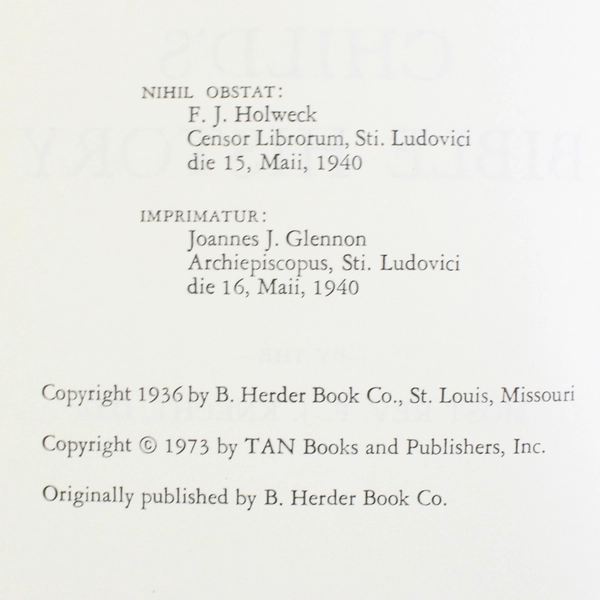 NIHIL OBSTAT:
F. J. Holweck
Censor Librorum, Sti. Ludovici
die 15, Maii, 1940
IMPRIMATUR:
Joannes J. Glennon
Archiepiscopus, Sti. Ludovici
die 16, Maii, 1940
Copyright 1936 by B. Herder Book Co., St. Louis, Missouri
Copyright © 1973 by TAN Books and Publishers, Inc.
Originally published by B. Herder Book Co.